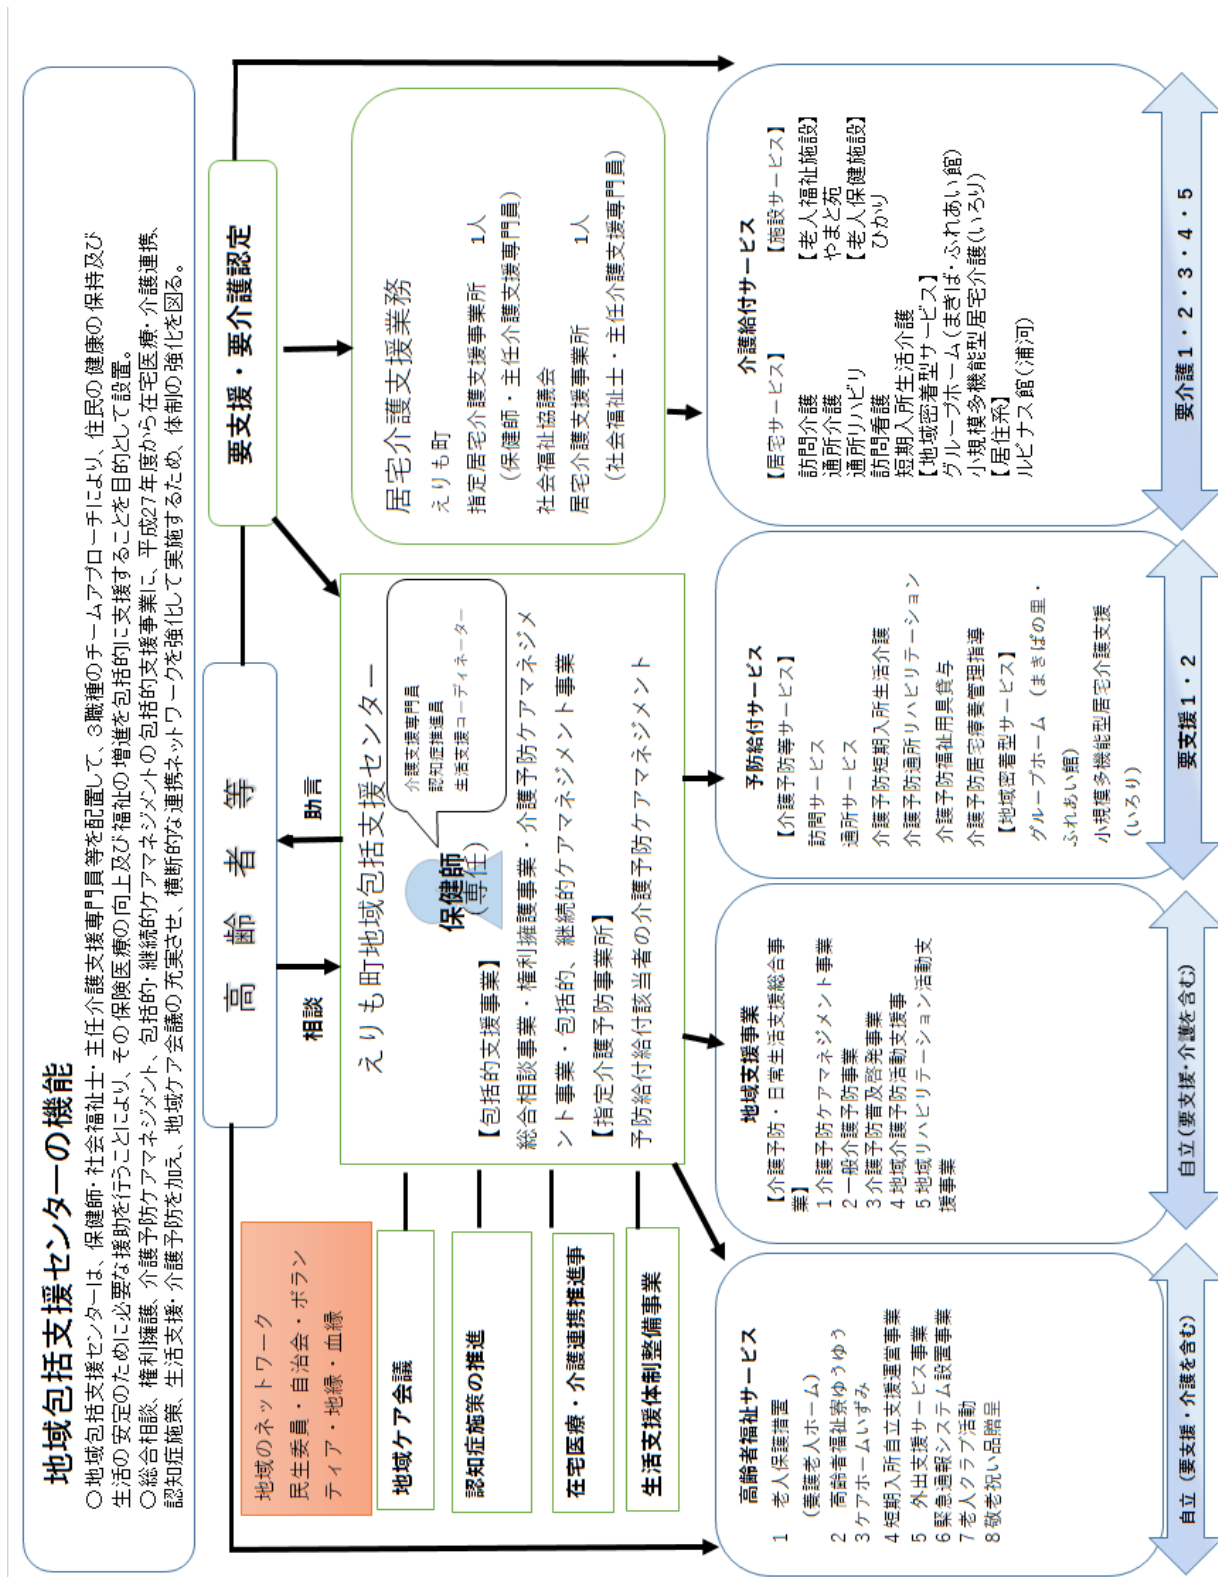 地域包括支援センターの機能
○地域包括支援センターは、保健師・社会福祉士・主任介護支援専門員等を配置して、3職種のチームアプローチにより、住民の健康の保持及び
生活の安定のために必要な援助を行うことにより、その保険医療の向上及び福祉の増進を包括的に支援することを目的として設置。
○総合相談、権利擁護、介護予防ケアマネジメント、包括的・継続的ケアマネジメントの包括的支援事業に、平成27年度から在宅医療・介護連携、
認知症施策、生活支援・介護予防を加え、地域ケア会議の充実させ、横断的な連携ネットワークを強化して実施するため、体制の強化を図る。
高齢者等
要支援・要介護認定
相談
助言
地域のネットワーク
民生委員・自治会・ボラン
ティア・地縁・血縁
地域ケア会議
認知症施策の推進
在宅医療・介護連携推進事
生活支援体制整備事業
えりも町地域包括支援センター
保健師
(専任)
介護支援専門員
認知症推進員
生活支援コーディネーター
【包括的支援事業】
総合相談事業・権利擁護事業・介護予防ケアマネジメ
ント事業・包括的、継続的ケアマネジメント事業
【指定介護予防事業所】
予防給付給付該当者の介護予防ケアマネジメント
居宅介護支援業務
えりも町
指定居宅介護支援事業所 1人
(保健師・主任介護支援専門員)
社会福祉協議会
居宅介護支援事業所 1人
(社会福祉士・主任介護支援専門員)
高齢者福祉サービス
1 老人保護措置
(養護老人ホーム)
2 高齢者福祉寮ゆうゆう
3 ケアホームいずみ
4 短期入所自立支援運営事業
5 外出支援サービス事業
6 緊急通報システム設置事業
7 老人クラブ活動
8 敬老祝い品贈呈
地域支援事業
【介護予防・日常生活支援総合事
業】
1 介護予防ケアマネジメント事業
2 一般介護予防事業
3 介護予防普及啓発事業
4 地域介護予防活動支援事
5 地域リハビリテーション活動支
援事業
予防給付サービス
【介護予防等サービス】
訪問サービス
通所サービス
介護予防短期入所生活介護
介護予防通所リハビリテーション
介護予防福祉用具貸与
介護予防居宅療養管理指導
【地域密着型サービス】
グループホーム(まきばの里・
ふれあい館)
小規模多機能型居宅介護支援
(いろり)
介護給付サービス
【居宅サービス】
訪問介護
通所介護
通所リハビリ
訪問看護
短期入所生活介護
【地域密着型サービス】
グループホーム(まきば・ふれあい館)
小規模多機能型居宅介護(いろり)
【居住系】
ルピナス館(浦河)
【施設サービス】
【老人福祉施設】
やまと苑
【老人保健施設】
ひかり
自立(要支援・介護を含む)
自立(要支援・介護を含む)
要支援1・2
要介護1・2・3・4・5